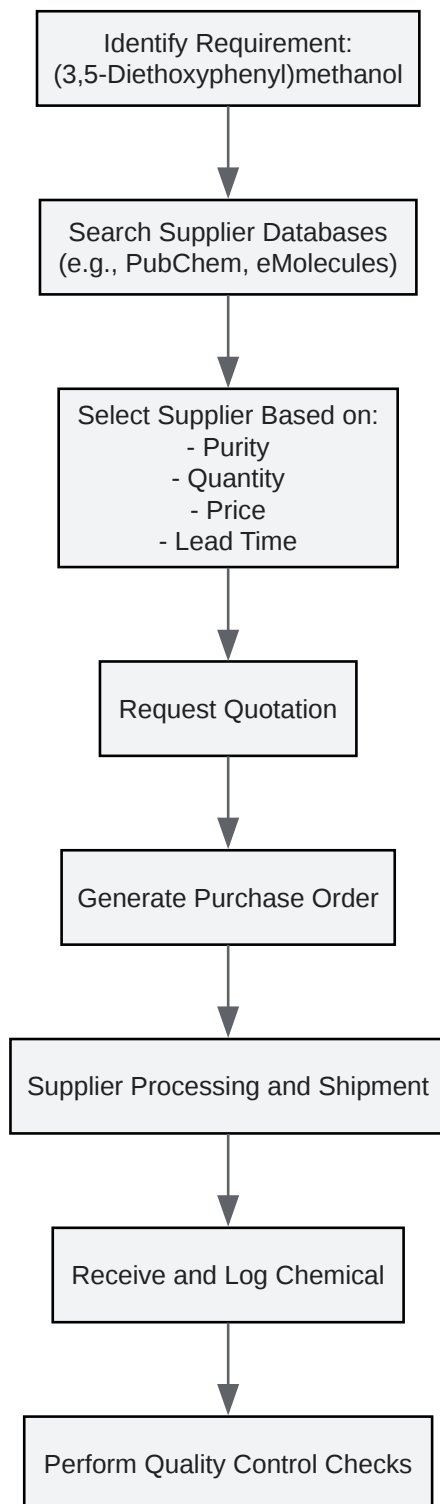 Identify Requirement:
(3,5-Diethoxyphenyl)methanol
Search Supplier Databases
(e.g., PubChem, eMolecules)
Select Supplier Based on:
- Purity
- Quantity
- Price
- Lead Time
Request Quotation
Generate Purchase Order
Supplier Processing and Shipment
Receive and Log Chemical
Perform Quality Control Checks